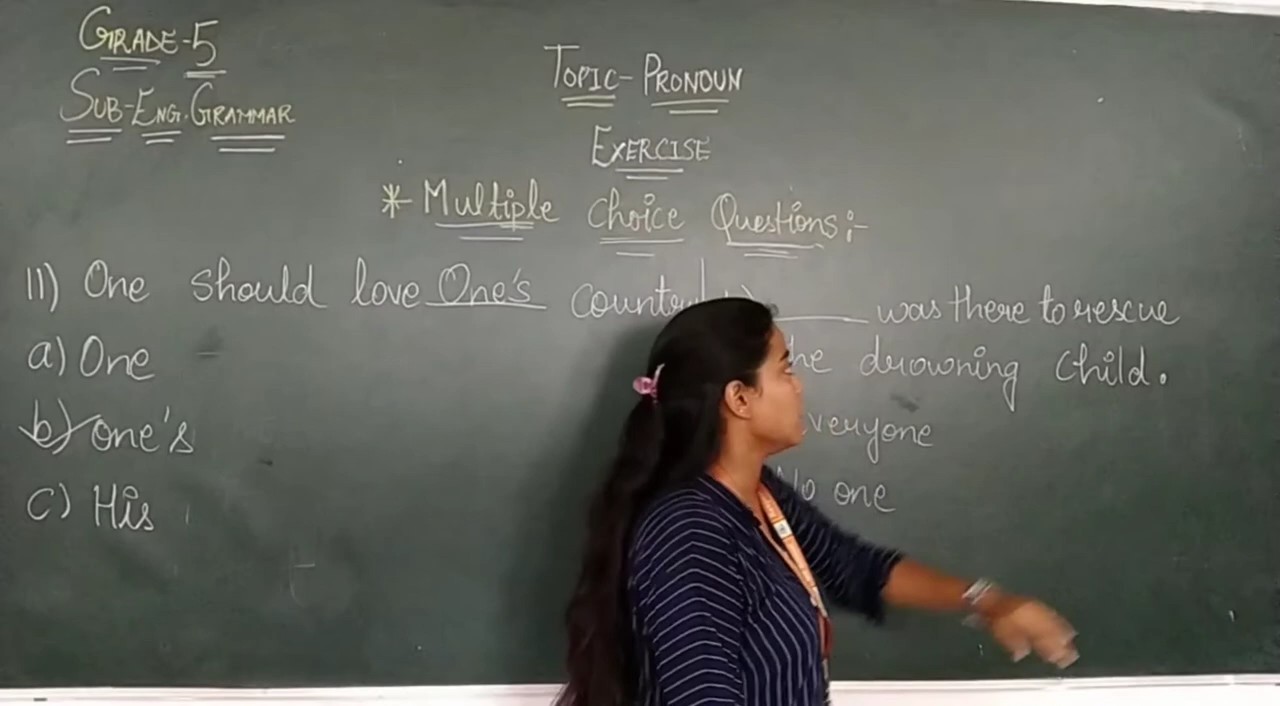 GRADE-5
SUB-ENG.GRAMMAR
TOPIC-PRONOUN
EXERCISE
* Multiple Choice Questions:-
11) One should love One's
a) One
b) one's
c) His
was there to rescue
drowning child.
one